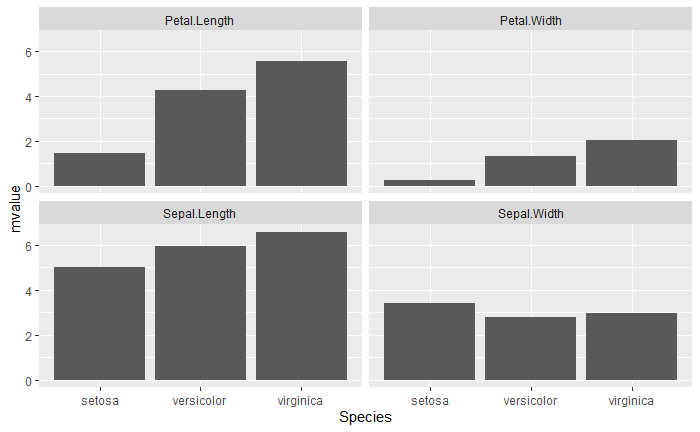 Petal.Length
Petal.Width
6
4
2
0
mvalue
Sepal.Length
Sepal.Width
6
4
2
0
setosa
versicolor
virginica
setosa
versicolor
virginica
Species